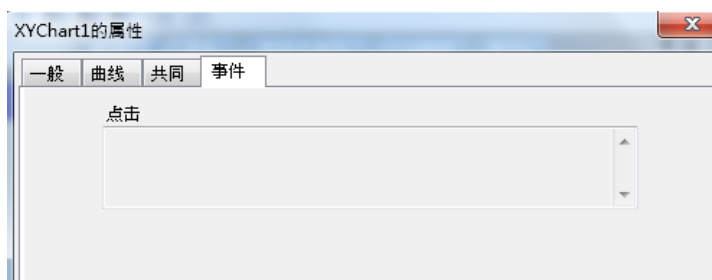 XYChart1的属性
一般 曲线 共同 事件
点击